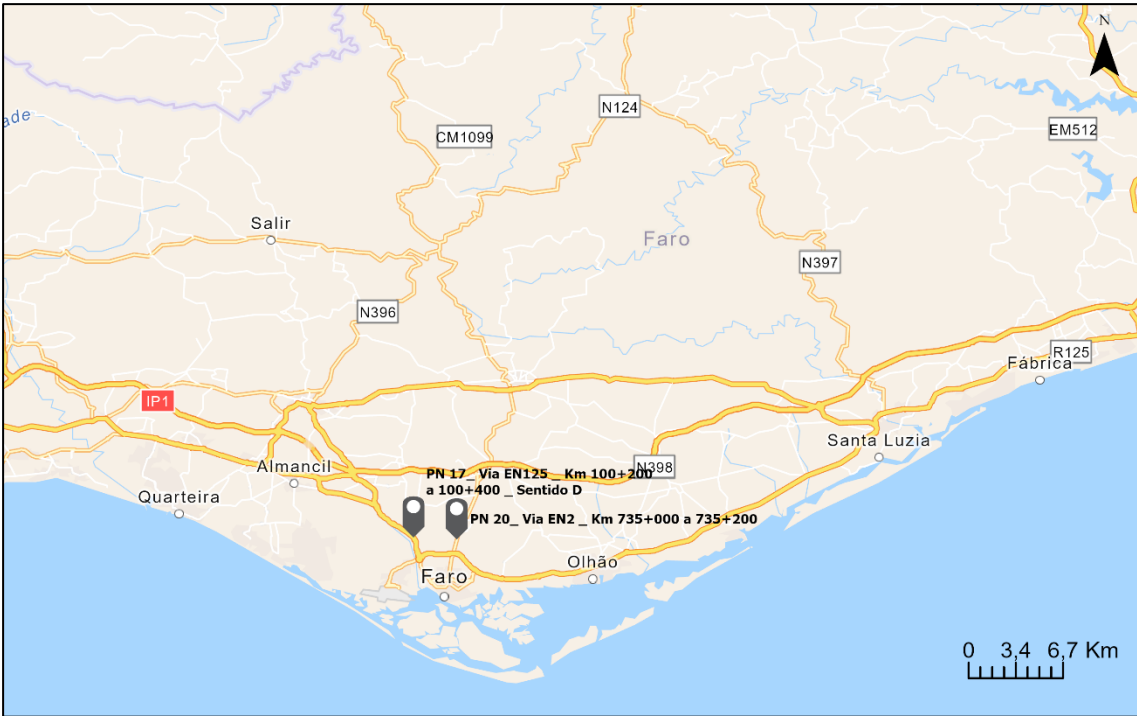 N
N124
CM1099
EM512
ade
Salir
Faro
N397
N396
R125
Fábrica
IP1
Santa Luzia
Almancil
N398
PN 17_ Via EN125 _ Km 100+200
a 100+400 _ Sentido D
Quarteira
PN 20_ Via EN2 _ Km 735+000 a 735+200
Olhão
Faro
0 3,4 6,7 Km